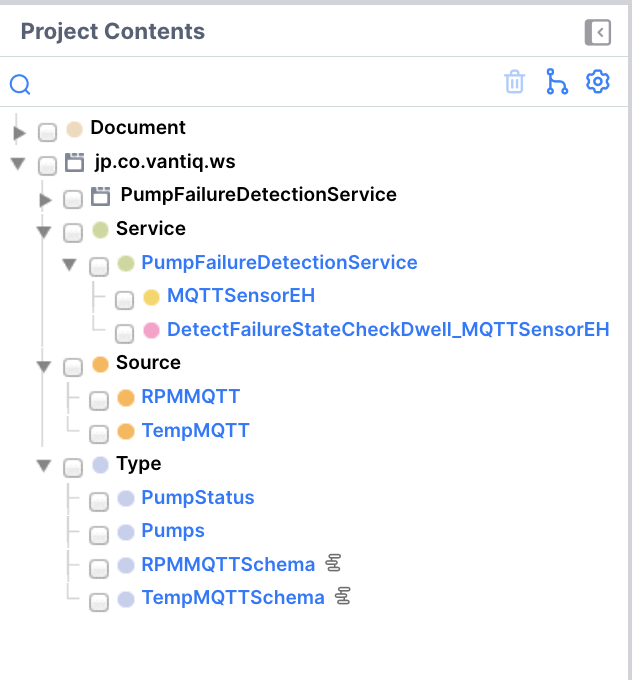 Project Contents
Document
jp.co.vantiq.ws
PumpFailureDetectionService
Service
PumpFailureDetectionService
MQTTSensorEH
DetectFailureStateCheckDwell_MQTTSensorEH
Source
RPMMQTT
TempMQTT
Type
PumpStatus
Pumps
RPMMQTTSchema
TempMQTTSchema